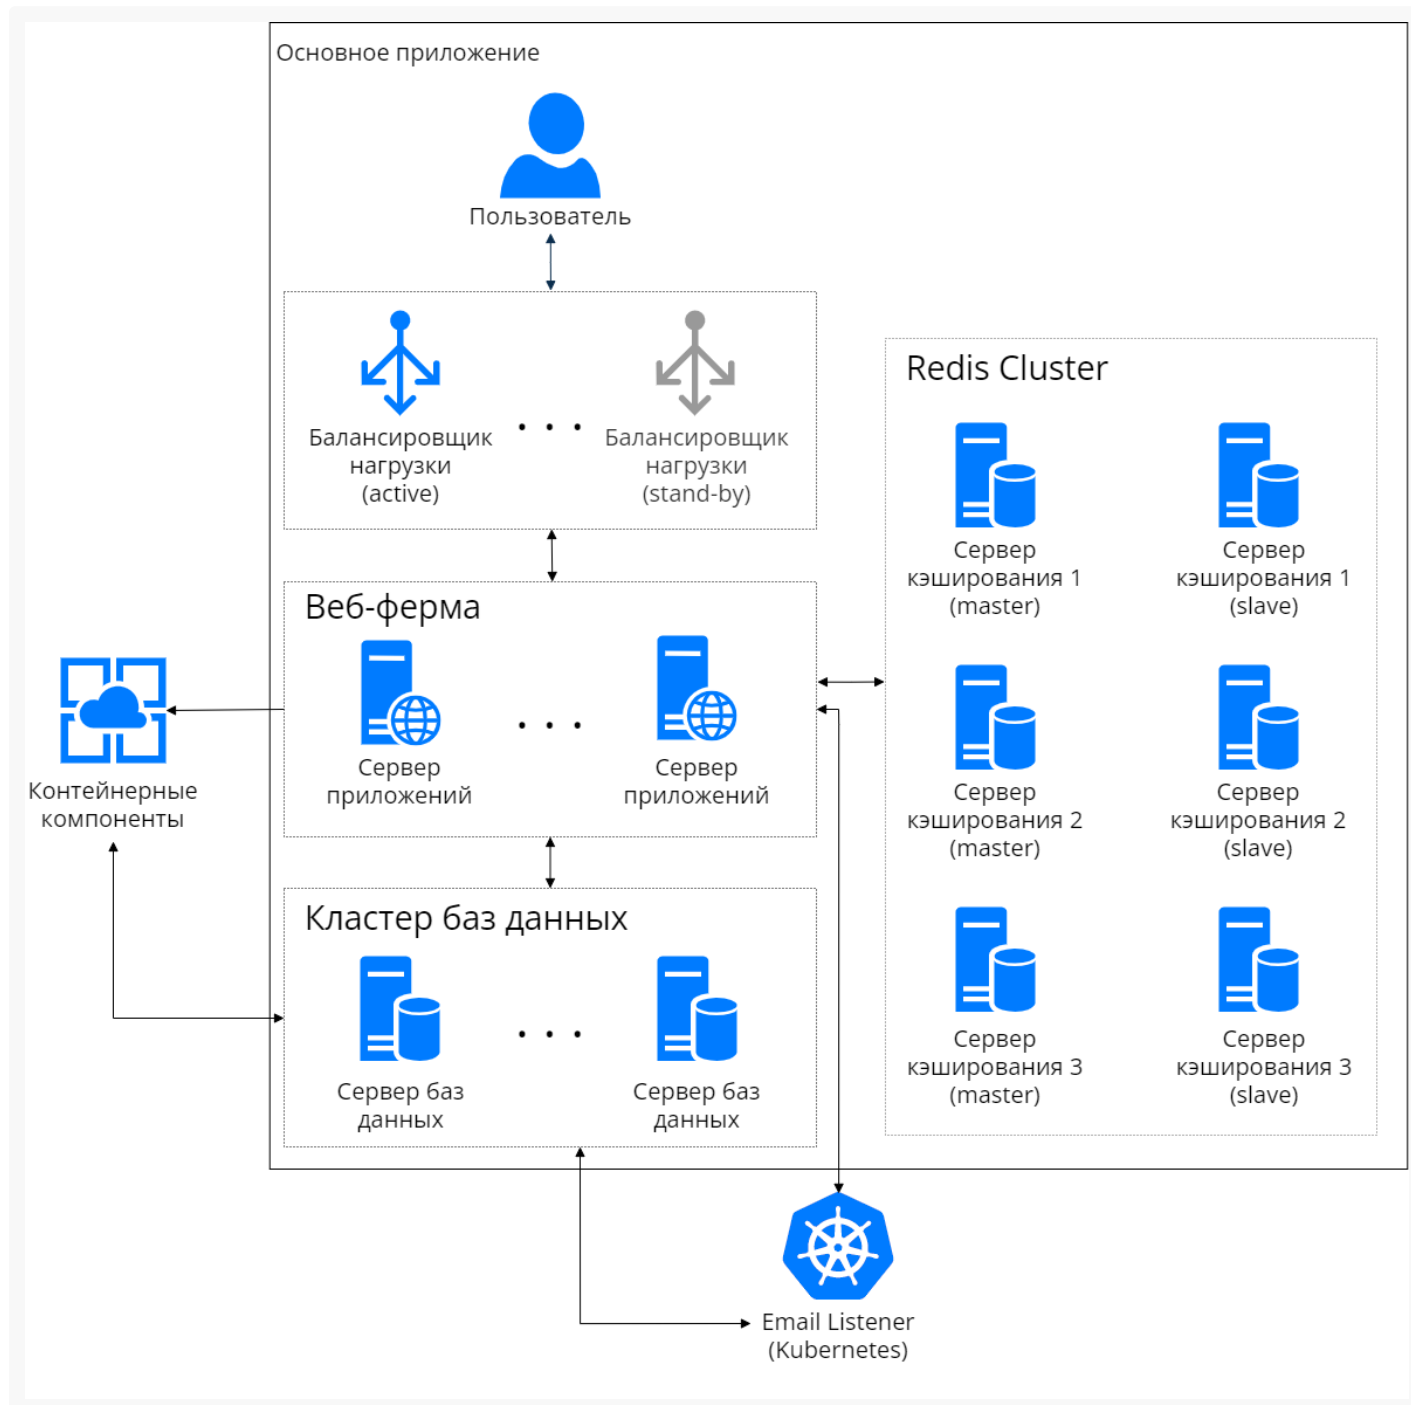 Основное приложение
Пользователь
Балансировщик
нагрузки
(active)
. . .
Балансировщик
нагрузки
(stand-by)
Веб-ферма
Сервер
приложений
. . .
Сервер
приложений
Контейнерные
компоненты
Кластер баз данных
Сервер баз
данных
. . .
Сервер баз
данных
Redis Cluster
Сервер
кэширования 1
(master)
Сервер
кэширования 1
(slave)
Сервер
кэширования 2
(master)
Сервер
кэширования 2
(slave)
Сервер
кэширования 3
(master)
Сервер
кэширования 3
(slave)
Email Listener
(Kubernetes)